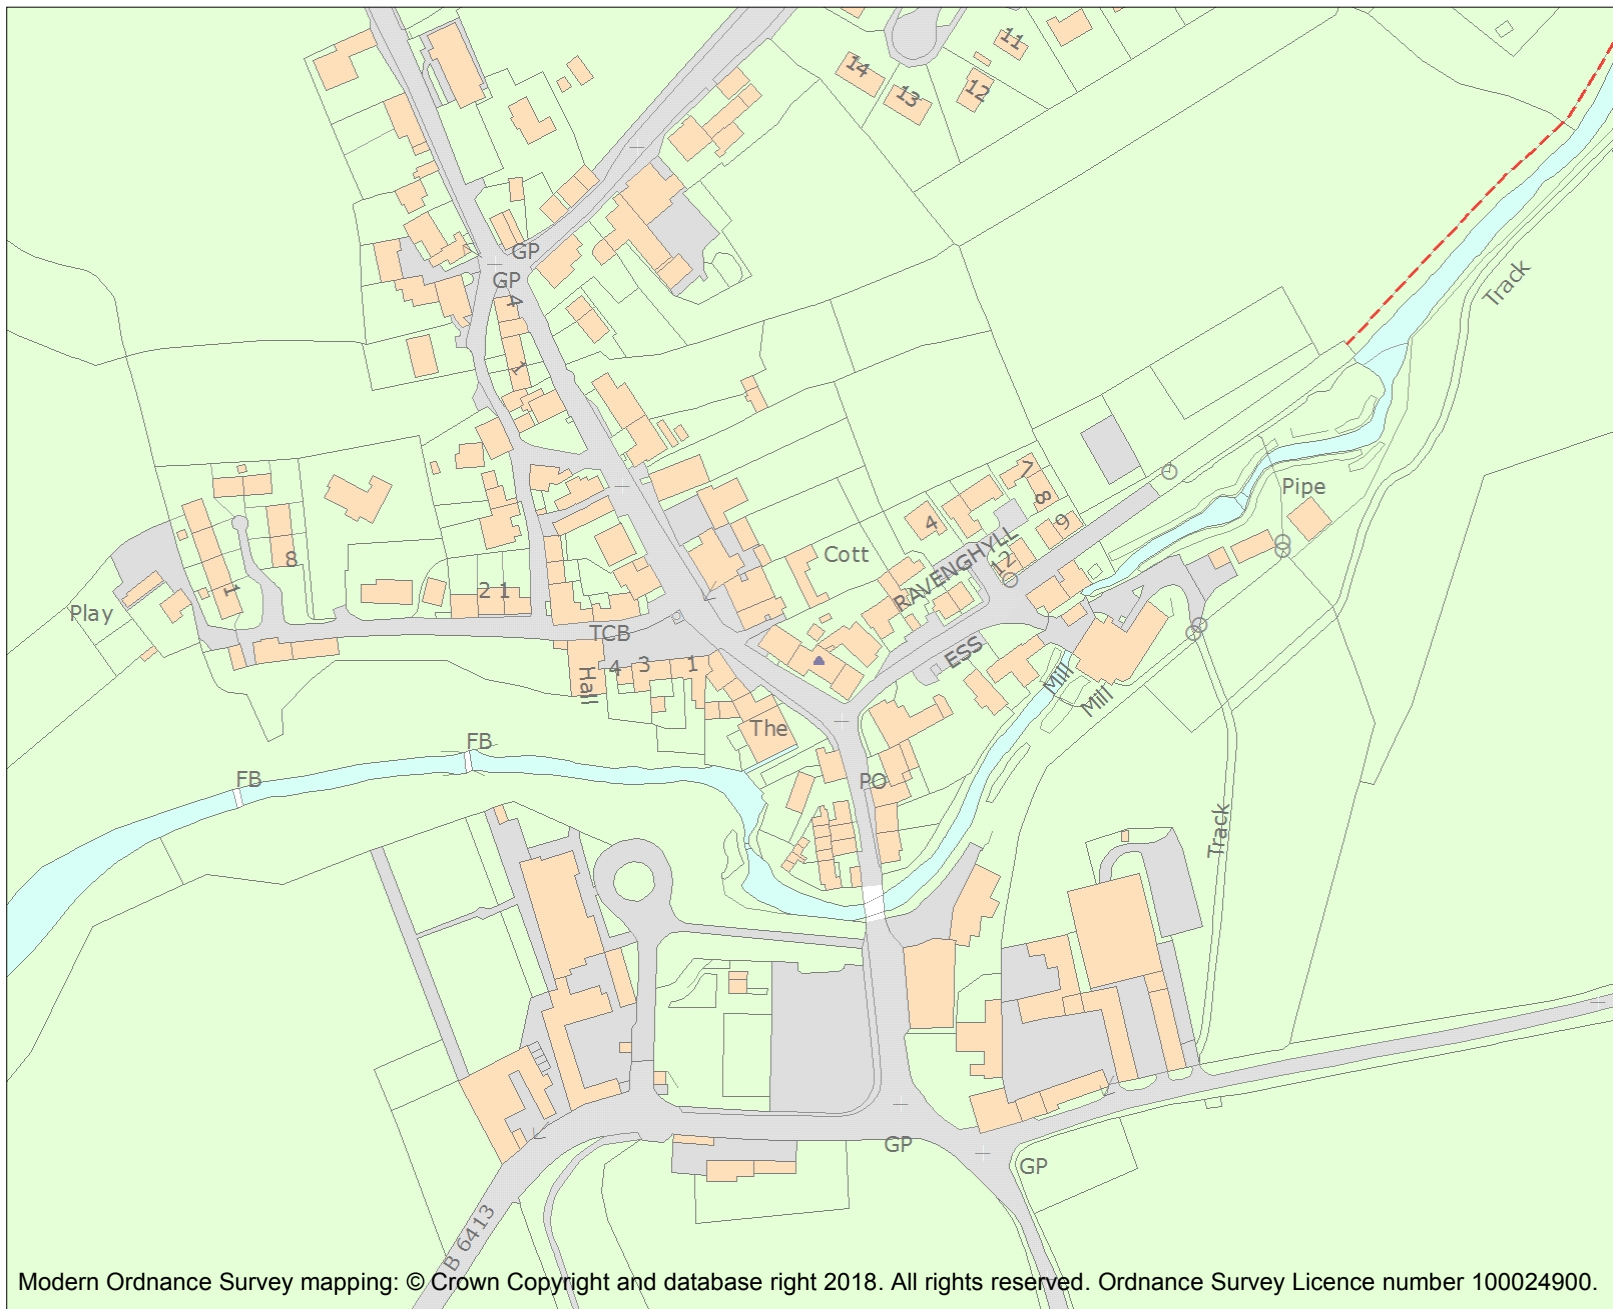 11
14
13
12
GP
GP
4
1
Track
7
8
Pipe
4
9
Cott
RAVENGHYLL
12
8
1
2 1
Play
TCB
ESS
4 3 1
Hall
Mill
Mill
The
FB
FB
PO
Track
GP
GP
B 6413
Modern Ordnance Survey mapping: © Crown Copyright and database right 2018. All rights reserved. Ordnance Survey Licence number 100024900.